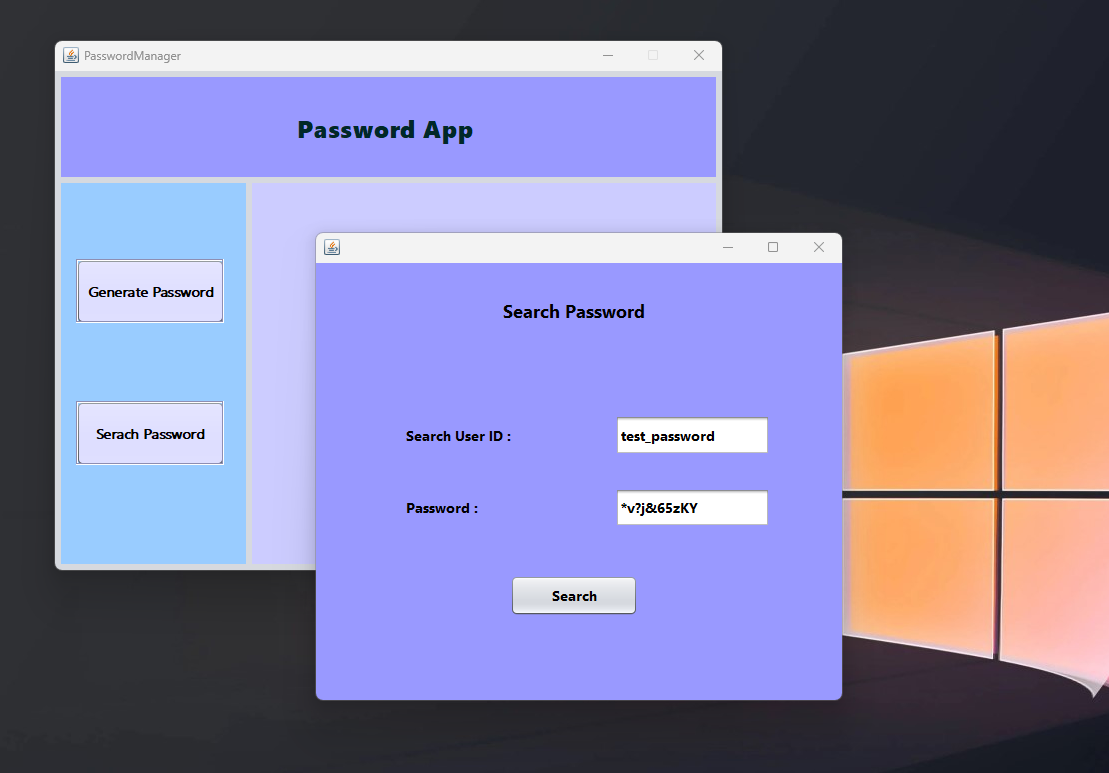 PasswordManager
Password App
Generate Password
Serach Password
Search Password
Search User ID :
test_password
Password :
*v?j&65zKY
Search